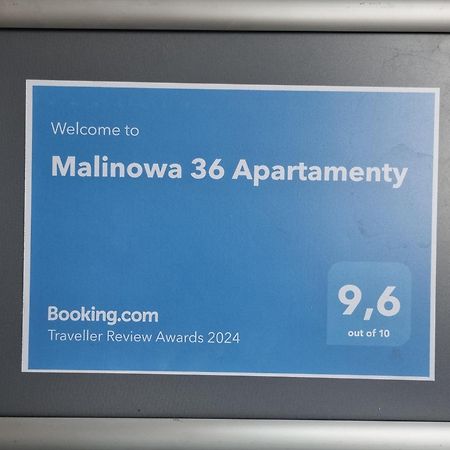 Welcome to
Malinowa 36 Apartamenty
Booking.com
Traveller Review Awards 2024
9,6
out of 10